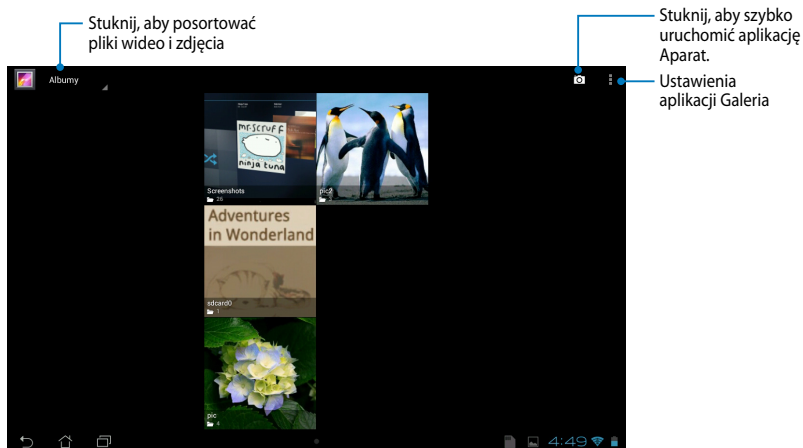 Stuknij, aby posortować
pliki wideo i zdjęcia
Stuknij, aby szybko
uruchomić aplikację
Aparat.
Ustawienia
aplikacji Galeria
Albumy
mr.scruff
ninja tuna
Screenshots
26
pic2
Adventures
in Wonderland
sdcard0
1
pic
4
4:49